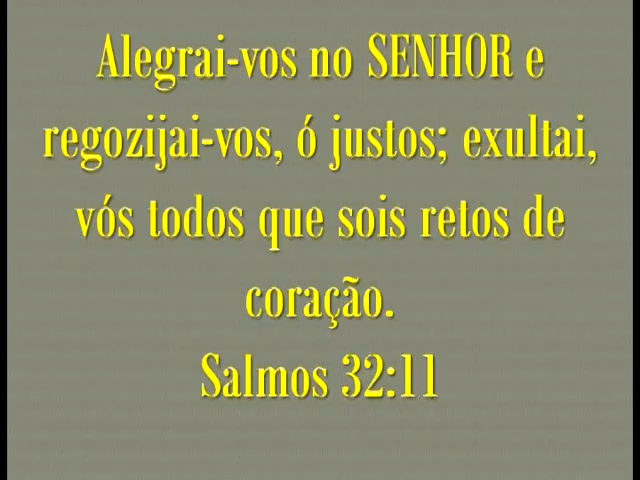 Alegrai-vos no SENHOR e
regozijai-vos, ó justos; exultai,
vós todos que sois retos de
coração.
Salmos 32:11